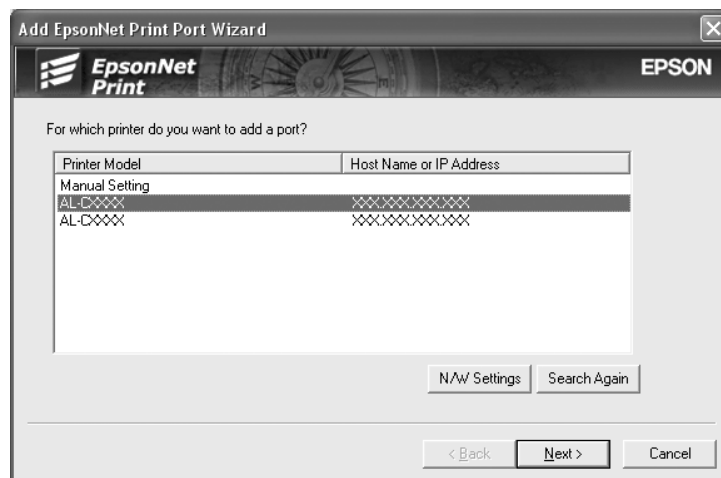 Add EpsonNet Print Port Wizard
EpsonNet
Print
EPSON
For which printer do you want to add a port?
Printer Model Host Name or IP Address
Manual Setting
AL-CXXXX XXX.XXX.XXX.XXX
AL-CXXXX XXX.XXX.XXX.XXX
N/W Settings Search Again
< Back Next > Cancel